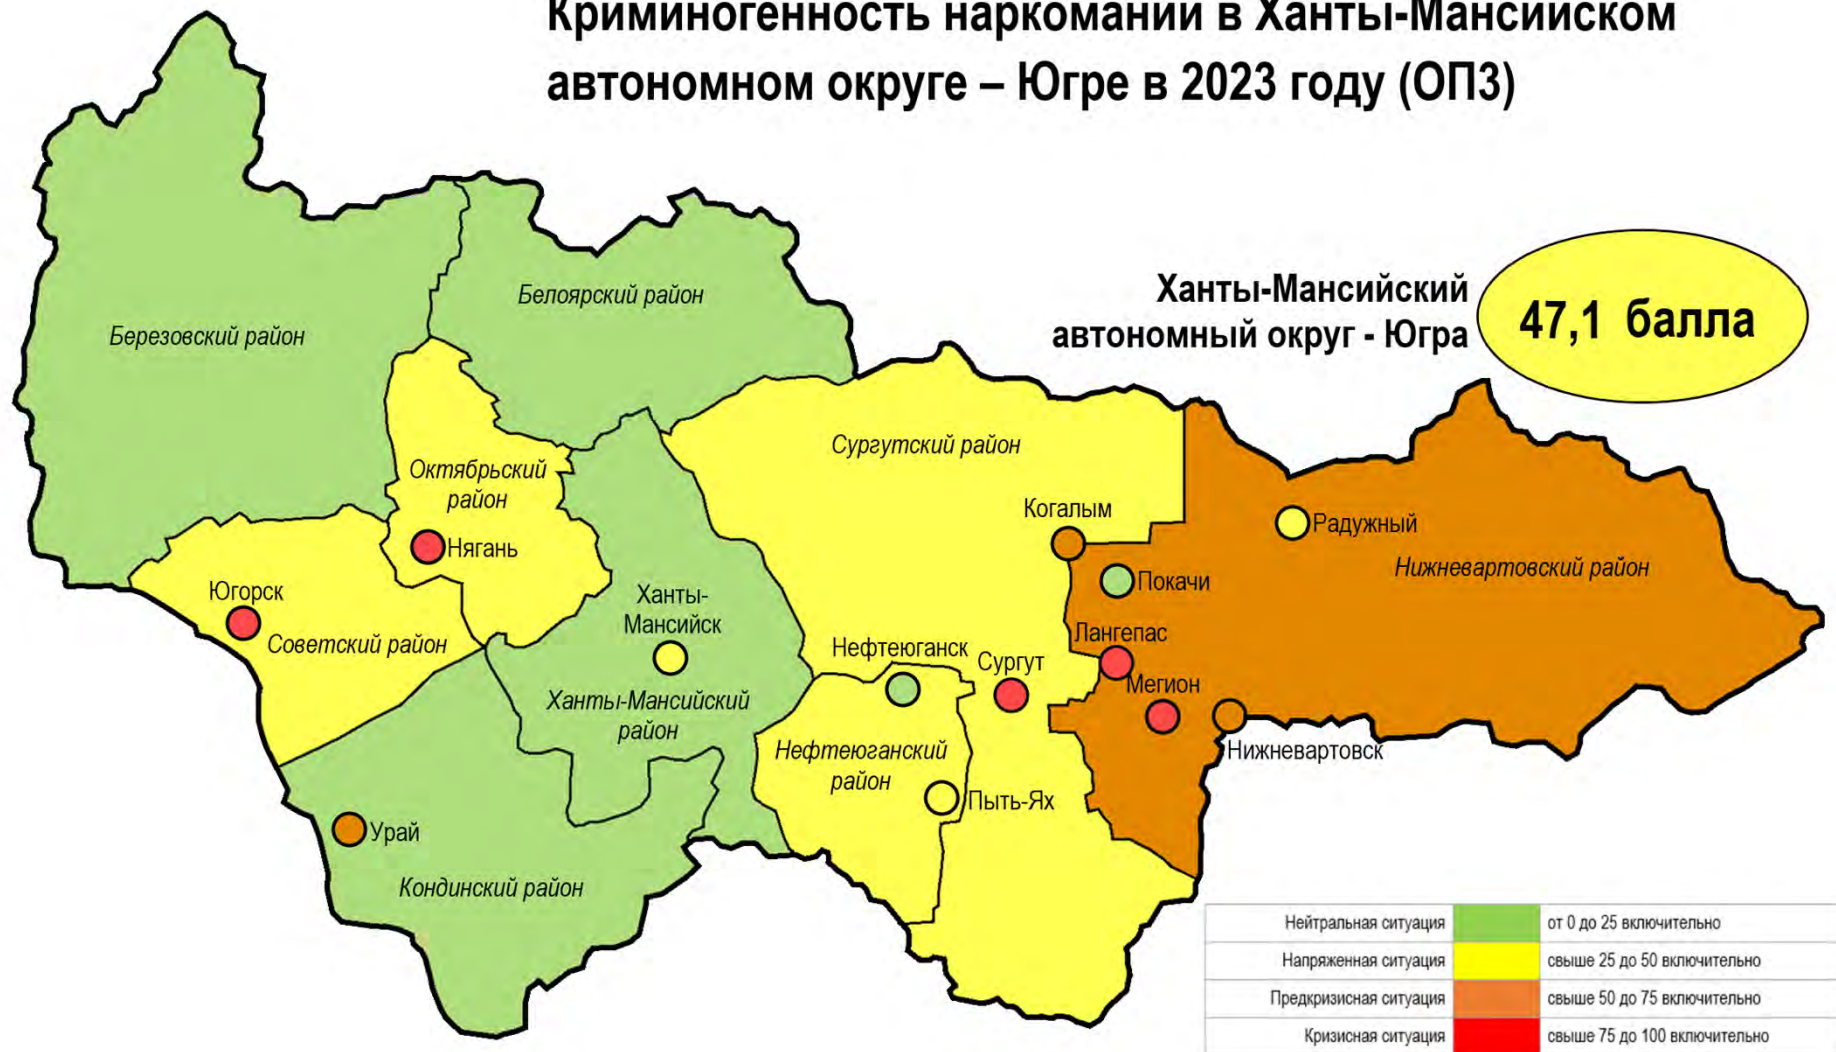 Криминогенность наркомании в Ханты-Мансийском
автономном округе – Югре в 2023 году (ОП3)
Ханты-Мансийский
автономный округ - Югра
47,1 балла
Березовский район
Белоярский район
Октябрьский
район
Нягань
Югорск
Советский район
Ханты-
Мансийск
Ханты-Мансийский
район
Урай
Кондинский район
Сургутский район
Когалым
Нефтеюганск
Сургут
Нефтеюганский
район
Пыть-Ях
Радужный
Покачи
Нижневартовский район
Лангепас
Мегион
Нижневартовск
Нейтральная ситуация от 0 до 25 включительно
Напряженная ситуация свыше 25 до 50 включительно
Предкризисная ситуация свыше 50 до 75 включительно
Кризисная ситуация свыше 75 до 100 включительно